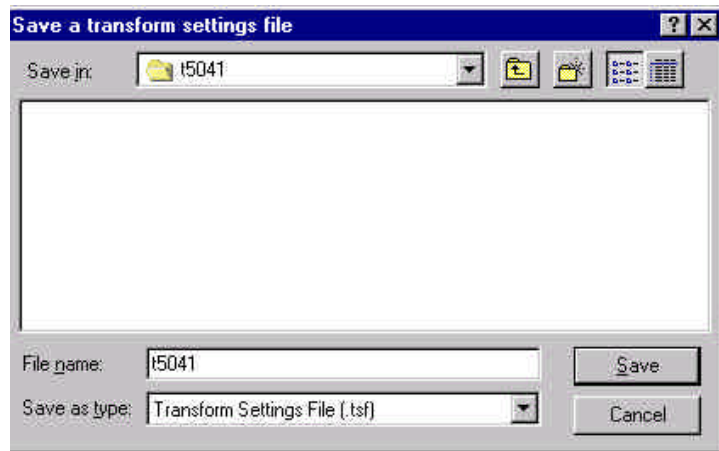 Save a transform settings file
Save in: t5041
File name: t5041 Save
Save as type: Transform Settings File (.tsf) Cancel